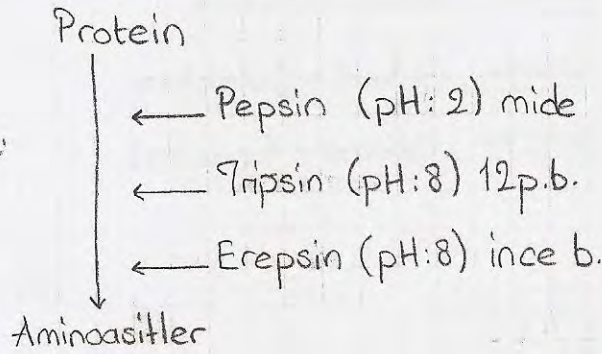 Protein
Pepsin (pH: 2) mide
Tripsin (pH:8) 12p.b.
Erepsin (pH:8) ince b.
Aminoasitler